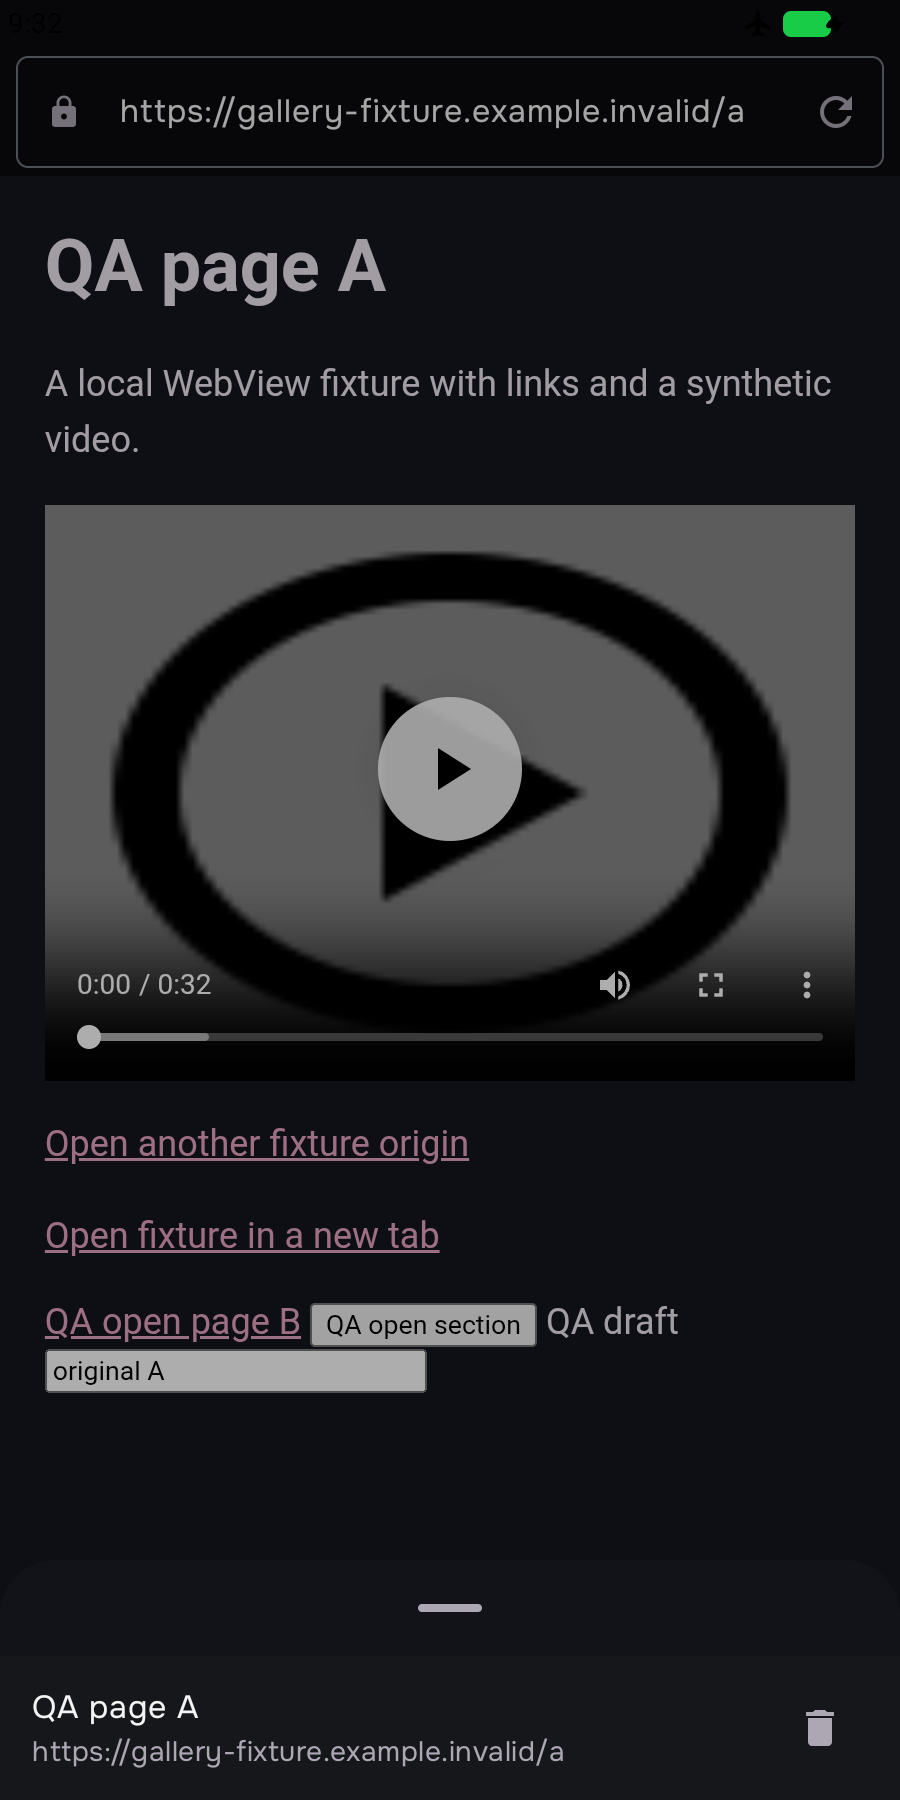 9:32
https://gallery-fixture.example.invalid/a
QA page A
A local WebView fixture with links and a synthetic
video.
0:00 / 0:32
Open another fixture origin
Open fixture in a new tab
QA open page B QA open section QA draft
original A
QA page A
https://gallery-fixture.example.invalid/a